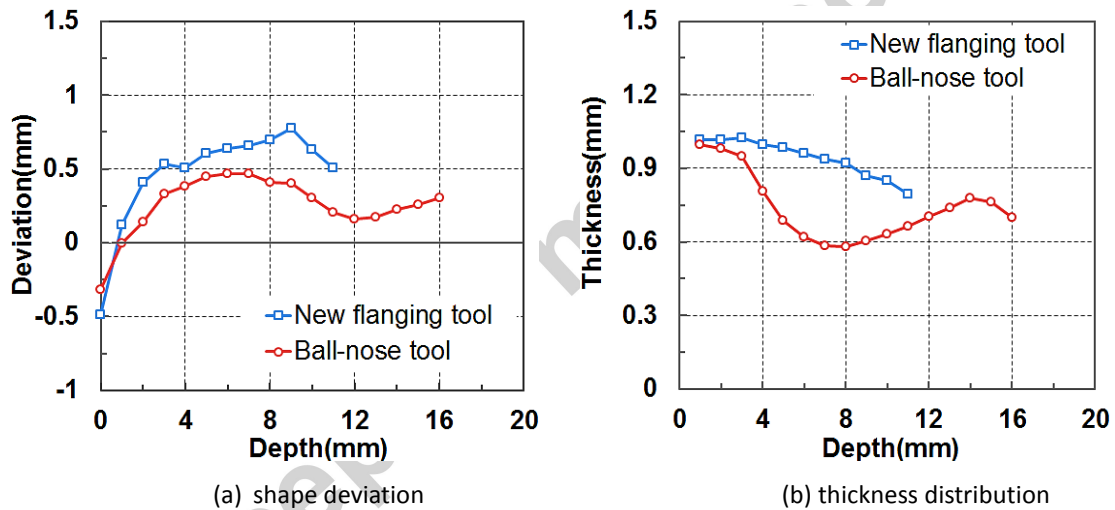 1.5
1
0.5
0
-0.5
-1
Deviation(mm)
New flanging tool
Ball-nose tool
0 4 8 12 16 20
Depth(mm)
(a) shape deviation
1.5
1.2
0.9
0.6
0.3
0
Thickness(mm)
New flanging tool
Ball-nose tool
0 4 8 12 16 20
Depth(mm)
(b) thickness distribution